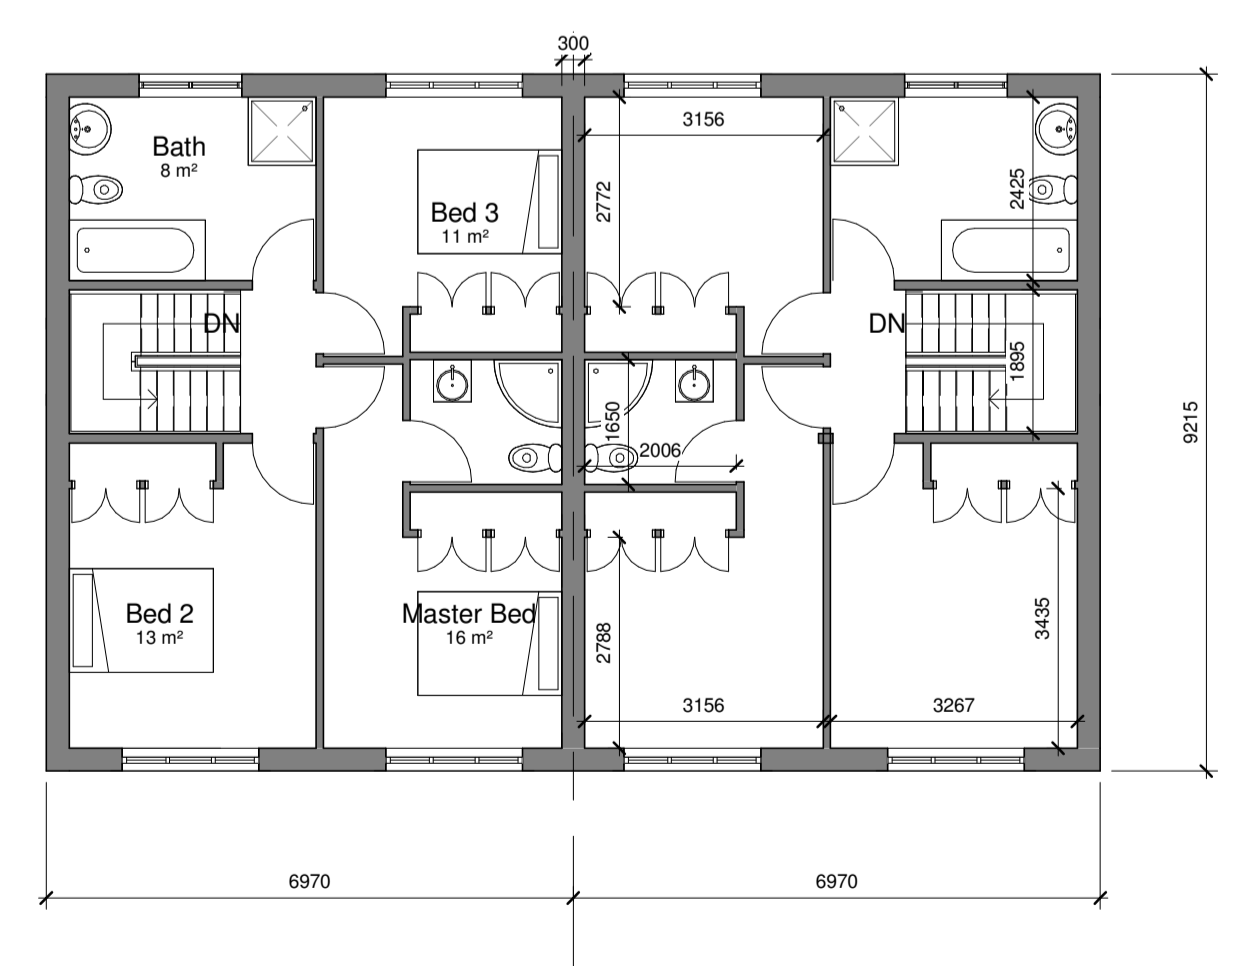 300
3156
Bath
8 m²
2772
2425
Bed 3
11 m²
DN
DN
1895
1650
2006
9215
Bed 2
13 m²
Master Bed
16 m²
2788
3435
3156
3267
6970
6970